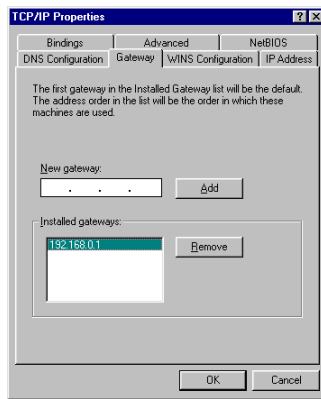 TCP/IP Properties
Bindings Advanced NetBIOS
DNS Configuration Gateway WINS Configuration IP Address
The first gateway in the Installed Gateway list will be the default.
The address order in the list will be the order in which these
machines are used.
New gateway:
. . .
Add
Installed gateways:
192.168.0.1
Remove
OK Cancel